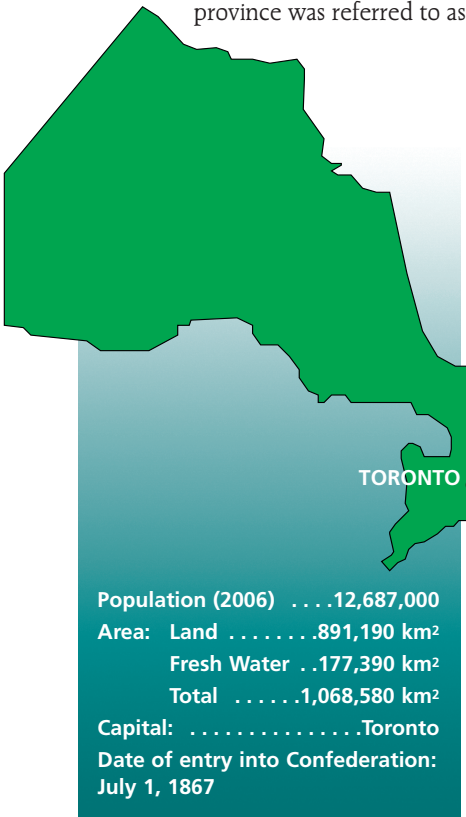 province was referred to as
TORONTO
Population (2006) ....12,687,000
Area: Land ........891,190 km²
Fresh Water ..177,390 km²
Total ......1,068,580 km²
Capital: ...............Toronto
Date of entry into Confederation:
July 1, 1867